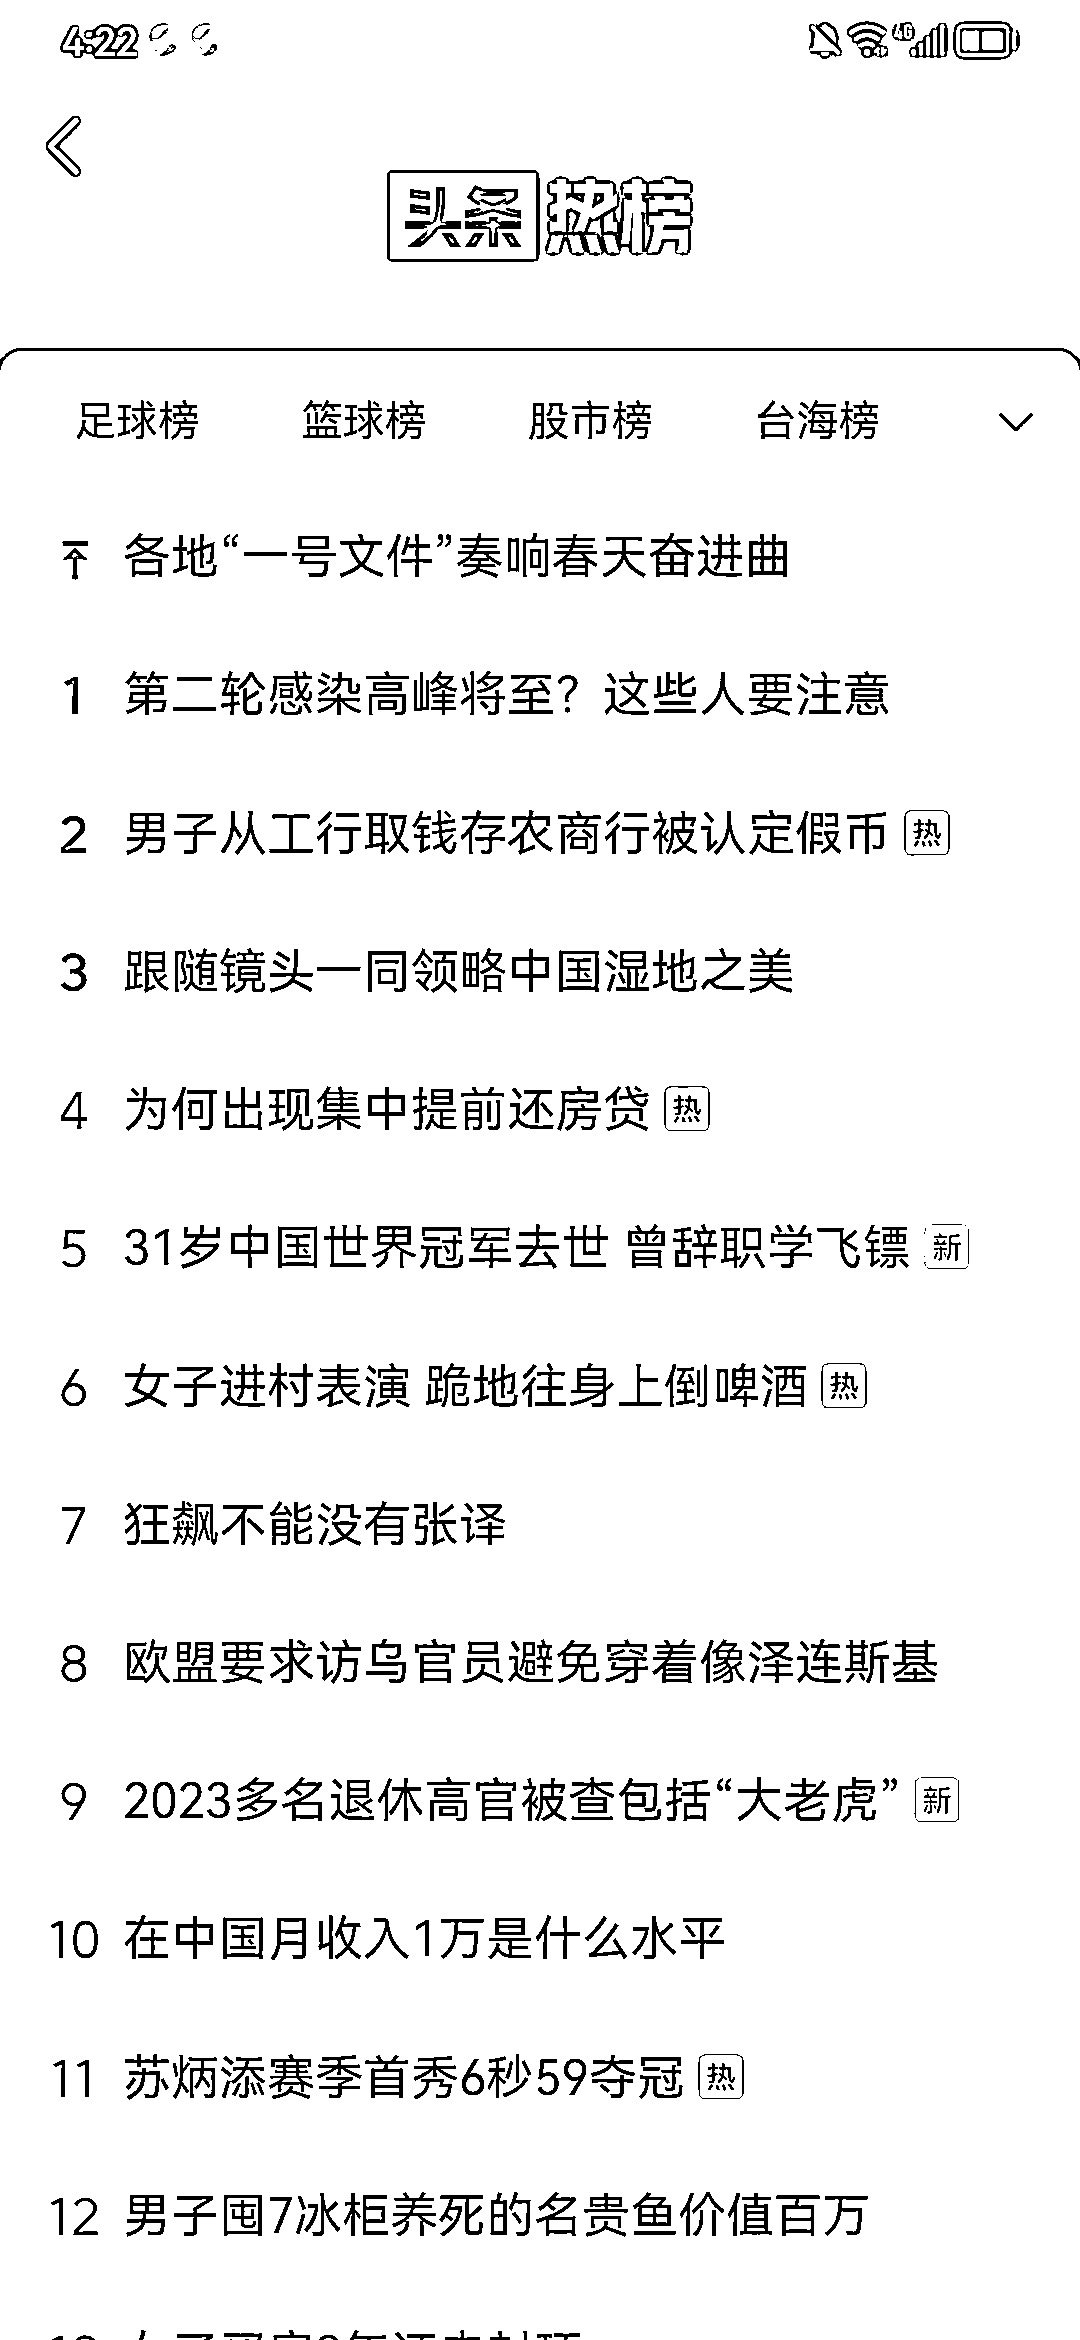 4:22
头条热榜
足球榜 篮球榜 股市榜 台海榜
各地“一号文件”奏响春天奋进曲
1 第二轮感染高峰将至？这些人要注意
2 男子从工行取钱存农商行被认定假币 热
3 跟随镜头一同领略中国湿地之美
4 为何出现集中提前还房贷 热
5 31岁中国世界冠军去世 曾辞职学飞镖 新
6 女子进村表演 跪地往身上倒啤酒 热
7 狂飙不能没有张译
8 欧盟要求访乌官员避免穿着像泽连斯基
9 2023多名退休高官被查包括“大老虎” 新
10 在中国月收入1万是什么水平
11 苏炳添赛季首秀6秒59夺冠 热
12 男子囤7冰柜养死的名贵鱼价值百万